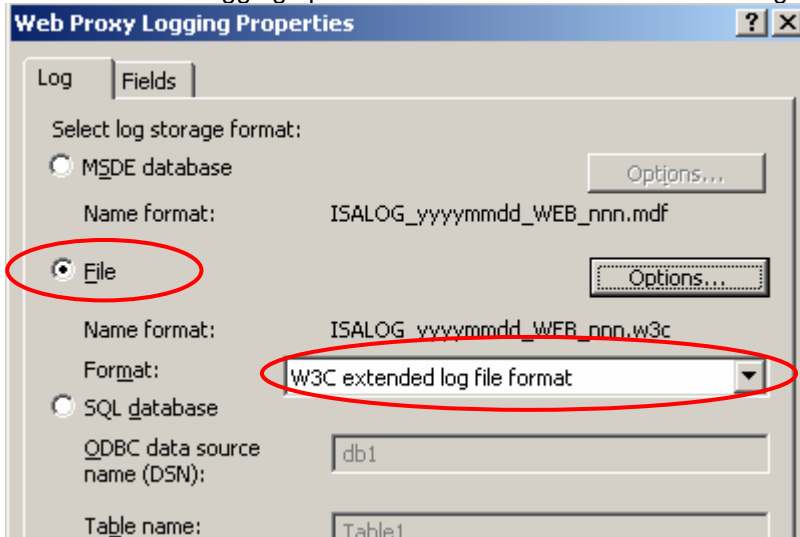 Web Proxy Logging Properties
Log Fields
Select log storage format:
MSDE database Options...
Name format: ISALOG_yyyymmdd_WEB_nnn.mdf
File Options...
Name format: ISALOG_yyyymmdd_WEB_nnn.w3c
Format: W3C extended log file format
SQL database
ODBC data source db1
name (DSN):
Table name: Table1